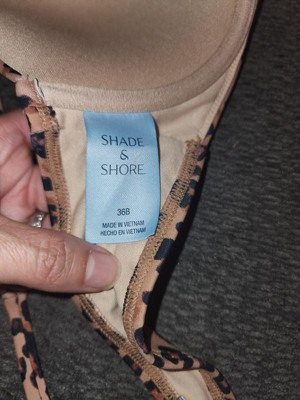 SHADE
&
SHORE
36B
MADE IN VIETNAM
HECHO EN VIETNAM